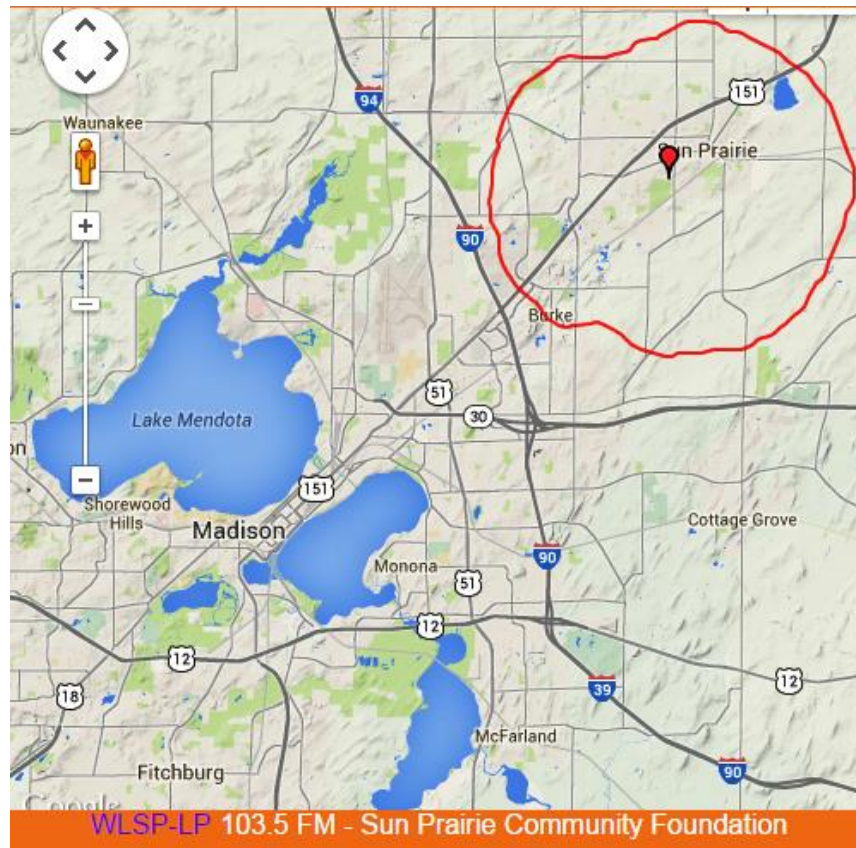 151
94
Waunakee
Sun Prairie
90
Burke
51
30
Lake Mendota
on
151
Shorewood
Hills
Madison
Cottage Grove
90
Monona
51
12
12
12
18
39
McFarland
90
Fitchburg
Google
WLSP-LP 103.5 FM - Sun Prairie Community Foundation